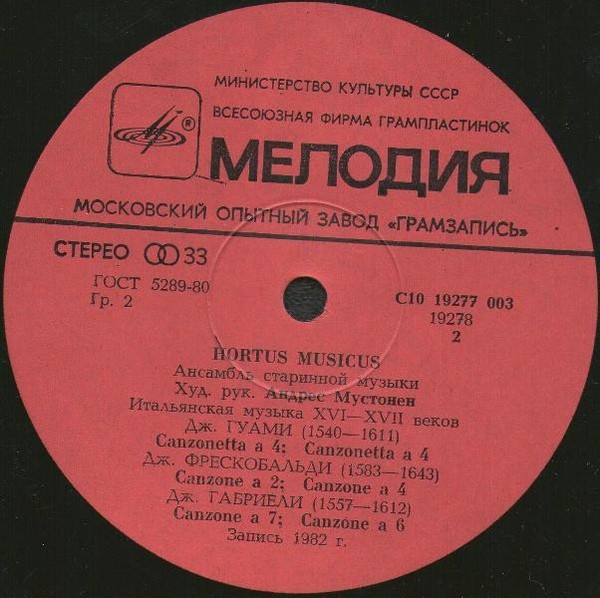 МИНИСТЕРСТВО КУЛЬТУРЫ СССР
ВСЕСОЮЗНАЯ ФИРМА ГРАМПЛАСТИНОК
®
МЕЛОДИЯ
МОСКОВСКИЙ ОПЫТНЫЙ ЗАВОД «ГРАМЗАПИСЬ»
СТЕРЕО 33
ГОСТ 5289-80
Гр. 2
С10 19277 003
19278
2
HORTUS MUSICUS
Ансамбль старинной музыки
Худ. рук. Андрес Мустонен
Итальянская музыка XVI—XVII веков
Дж. ГУАМИ (1540—1611)
Canzonetta a 4; Canzonetta a 4
Дж. ФРЕСКОБАЛЬДИ (1583—1643)
Canzone a 2; Canzone a 4
Дж. ГАБРИЕЛИ (1557—1612)
Canzone a 7; Canzone a 6
Запись 1982 г.